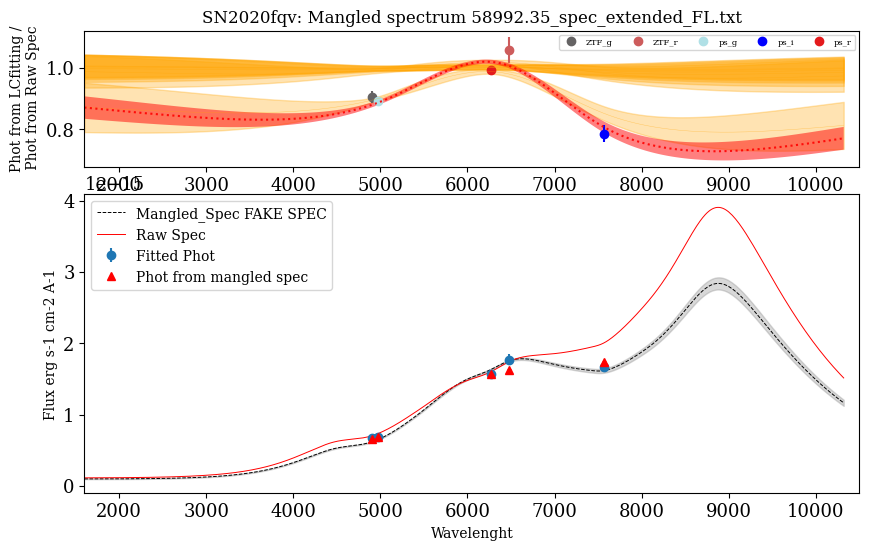 SN2020fqv: Mangled spectrum 58992.35_spec_extended_FL.txt
Phot from LCfitting /
Phot from Raw Spec
1.0
0.8
ZTF_g
ZTF_r
ps_g
ps_i
ps_r
2000 3000 4000 5000 6000 7000 8000 9000 10000
Flux erg s-1 cm-2 A-1
4
3
2
1
0
Mangled_Spec FAKE SPEC
Raw Spec
Fitted Phot
Phot from mangled spec
2000 3000 4000 5000 6000 7000 8000 9000 10000
Wavelenght